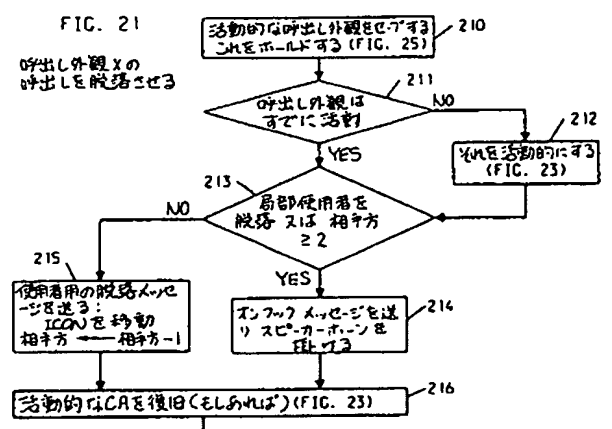 FIG. 21
呼出し外観Xの
呼出しを脱落させる
活動的な呼出し外観をセーブする
これをホールドする (FIG. 25)
210
呼出し外観は
すでに活動
211
NO
YES
212
それを活動的にする
(FIG. 23)
213
局部使用者を
脱落 又は 相手方
≥ 2
NO
YES
215
使用者用の脱落メッセ
ージを送る:
ICONを移動
相手方 ← 相手方-1
オンフック メッセージを送
り スピーカーホーンを
214
活動的なCAを復旧(もしあれば)(FIG. 23)
216